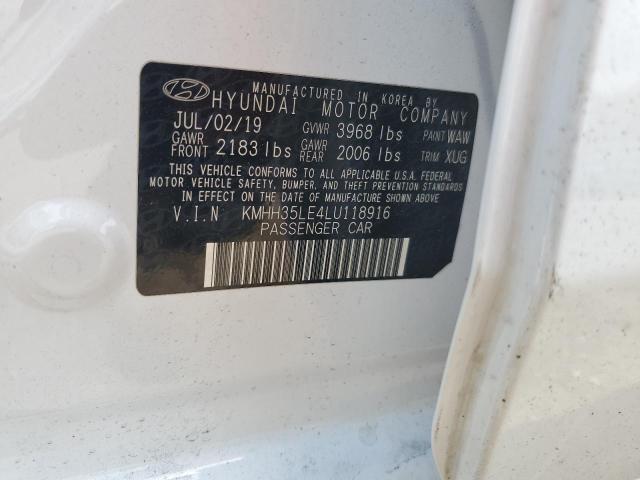 MANUFACTURED IN KOREA BY
HYUNDAI MOTOR COMPANY
JUL/02/19 GVWR 3968 lbs PAINT WAW
GAWR FRONT 2183 lbs GAWR REAR 2006 lbs TRIM XUG
THIS VEHICLE CONFORMS TO ALL APPLICABLE U.S.A. FEDERAL
MOTOR VEHICLE SAFETY, BUMPER, AND THEFT PREVENTION STANDARDS
IN EFFECT ON THE DATE OF MANUFACTURE SHOWN ABOVE.
V.I.N KMHH35LE4LU118916
PASSENGER CAR